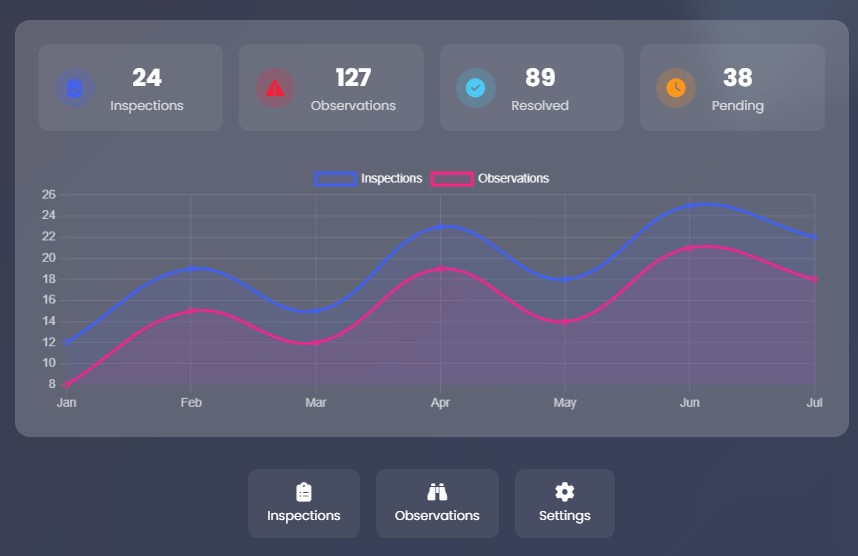 24
Inspections
127
Observations
89
Resolved
38
Pending
Inspections Observations
26
24
22
20
18
16
14
12
10
8
Jan Feb Mar Apr May Jun Jul
Inspections
Observations
Settings